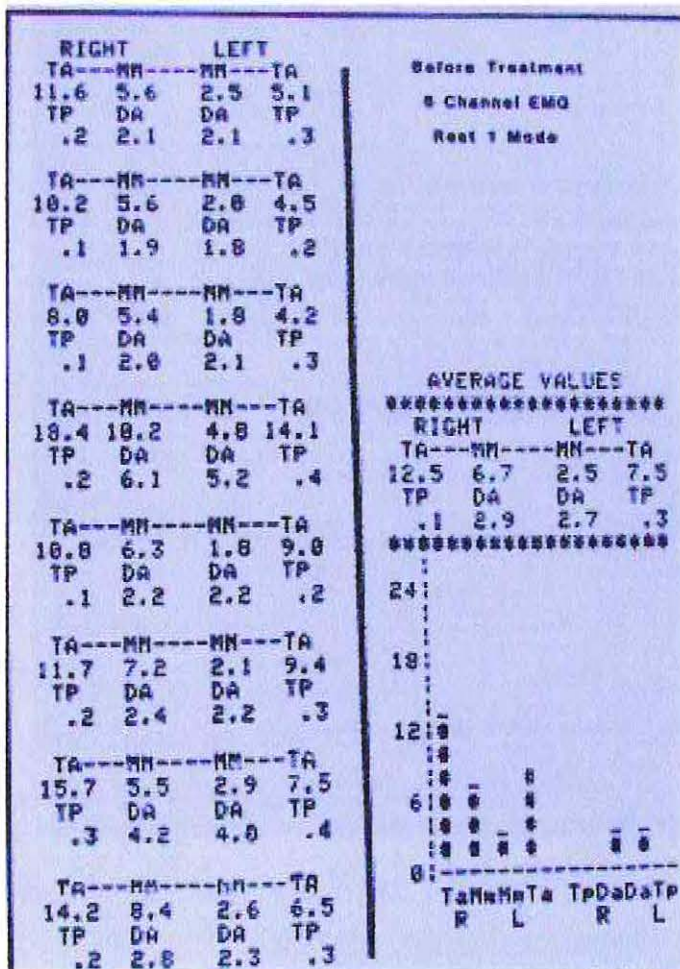 RIGHT LEFT
TA---MM----MM---TA
11.6 5.6 2.5 5.1
TP DA DA TP
.2 2.1 2.1 .3
TA---MM----MM---TA
10.2 5.6 2.0 4.5
TP DA DA TP
.1 1.9 1.8 .2
TA---MM----MM---TA
8.0 5.4 1.8 4.2
TP DA DA TP
.1 2.0 2.1 .3
TA---MM----MM---TA
18.4 10.2 4.8 14.1
TP DA DA TP
.2 6.1 5.2 .4
TA---MM----MM---TA
10.8 6.3 1.8 9.0
TP DA DA TP
.1 2.2 2.2 .2
TA---MM----MM---TA
11.7 7.2 2.1 9.4
TP DA DA TP
.2 2.4 2.2 .3
TA---MM----MM---TA
15.7 5.5 2.9 7.5
TP DA DA TP
.3 4.2 4.0 .4
TA---MM----MM---TA
14.2 8.4 2.6 6.5
TP DA DA TP
.2 2.8 2.3 .3
Before Treatment
8 Channel EMG
Rest 1 Mode
AVERAGE VALUES
********************
RIGHT LEFT
TA---MM----MM---TA
12.5 6.7 2.5 7.5
TP DA DA TP
.1 2.9 2.7 .3
********************
24
18
12
6
0
TaMmMmTa TpDaDaTp
R L R L